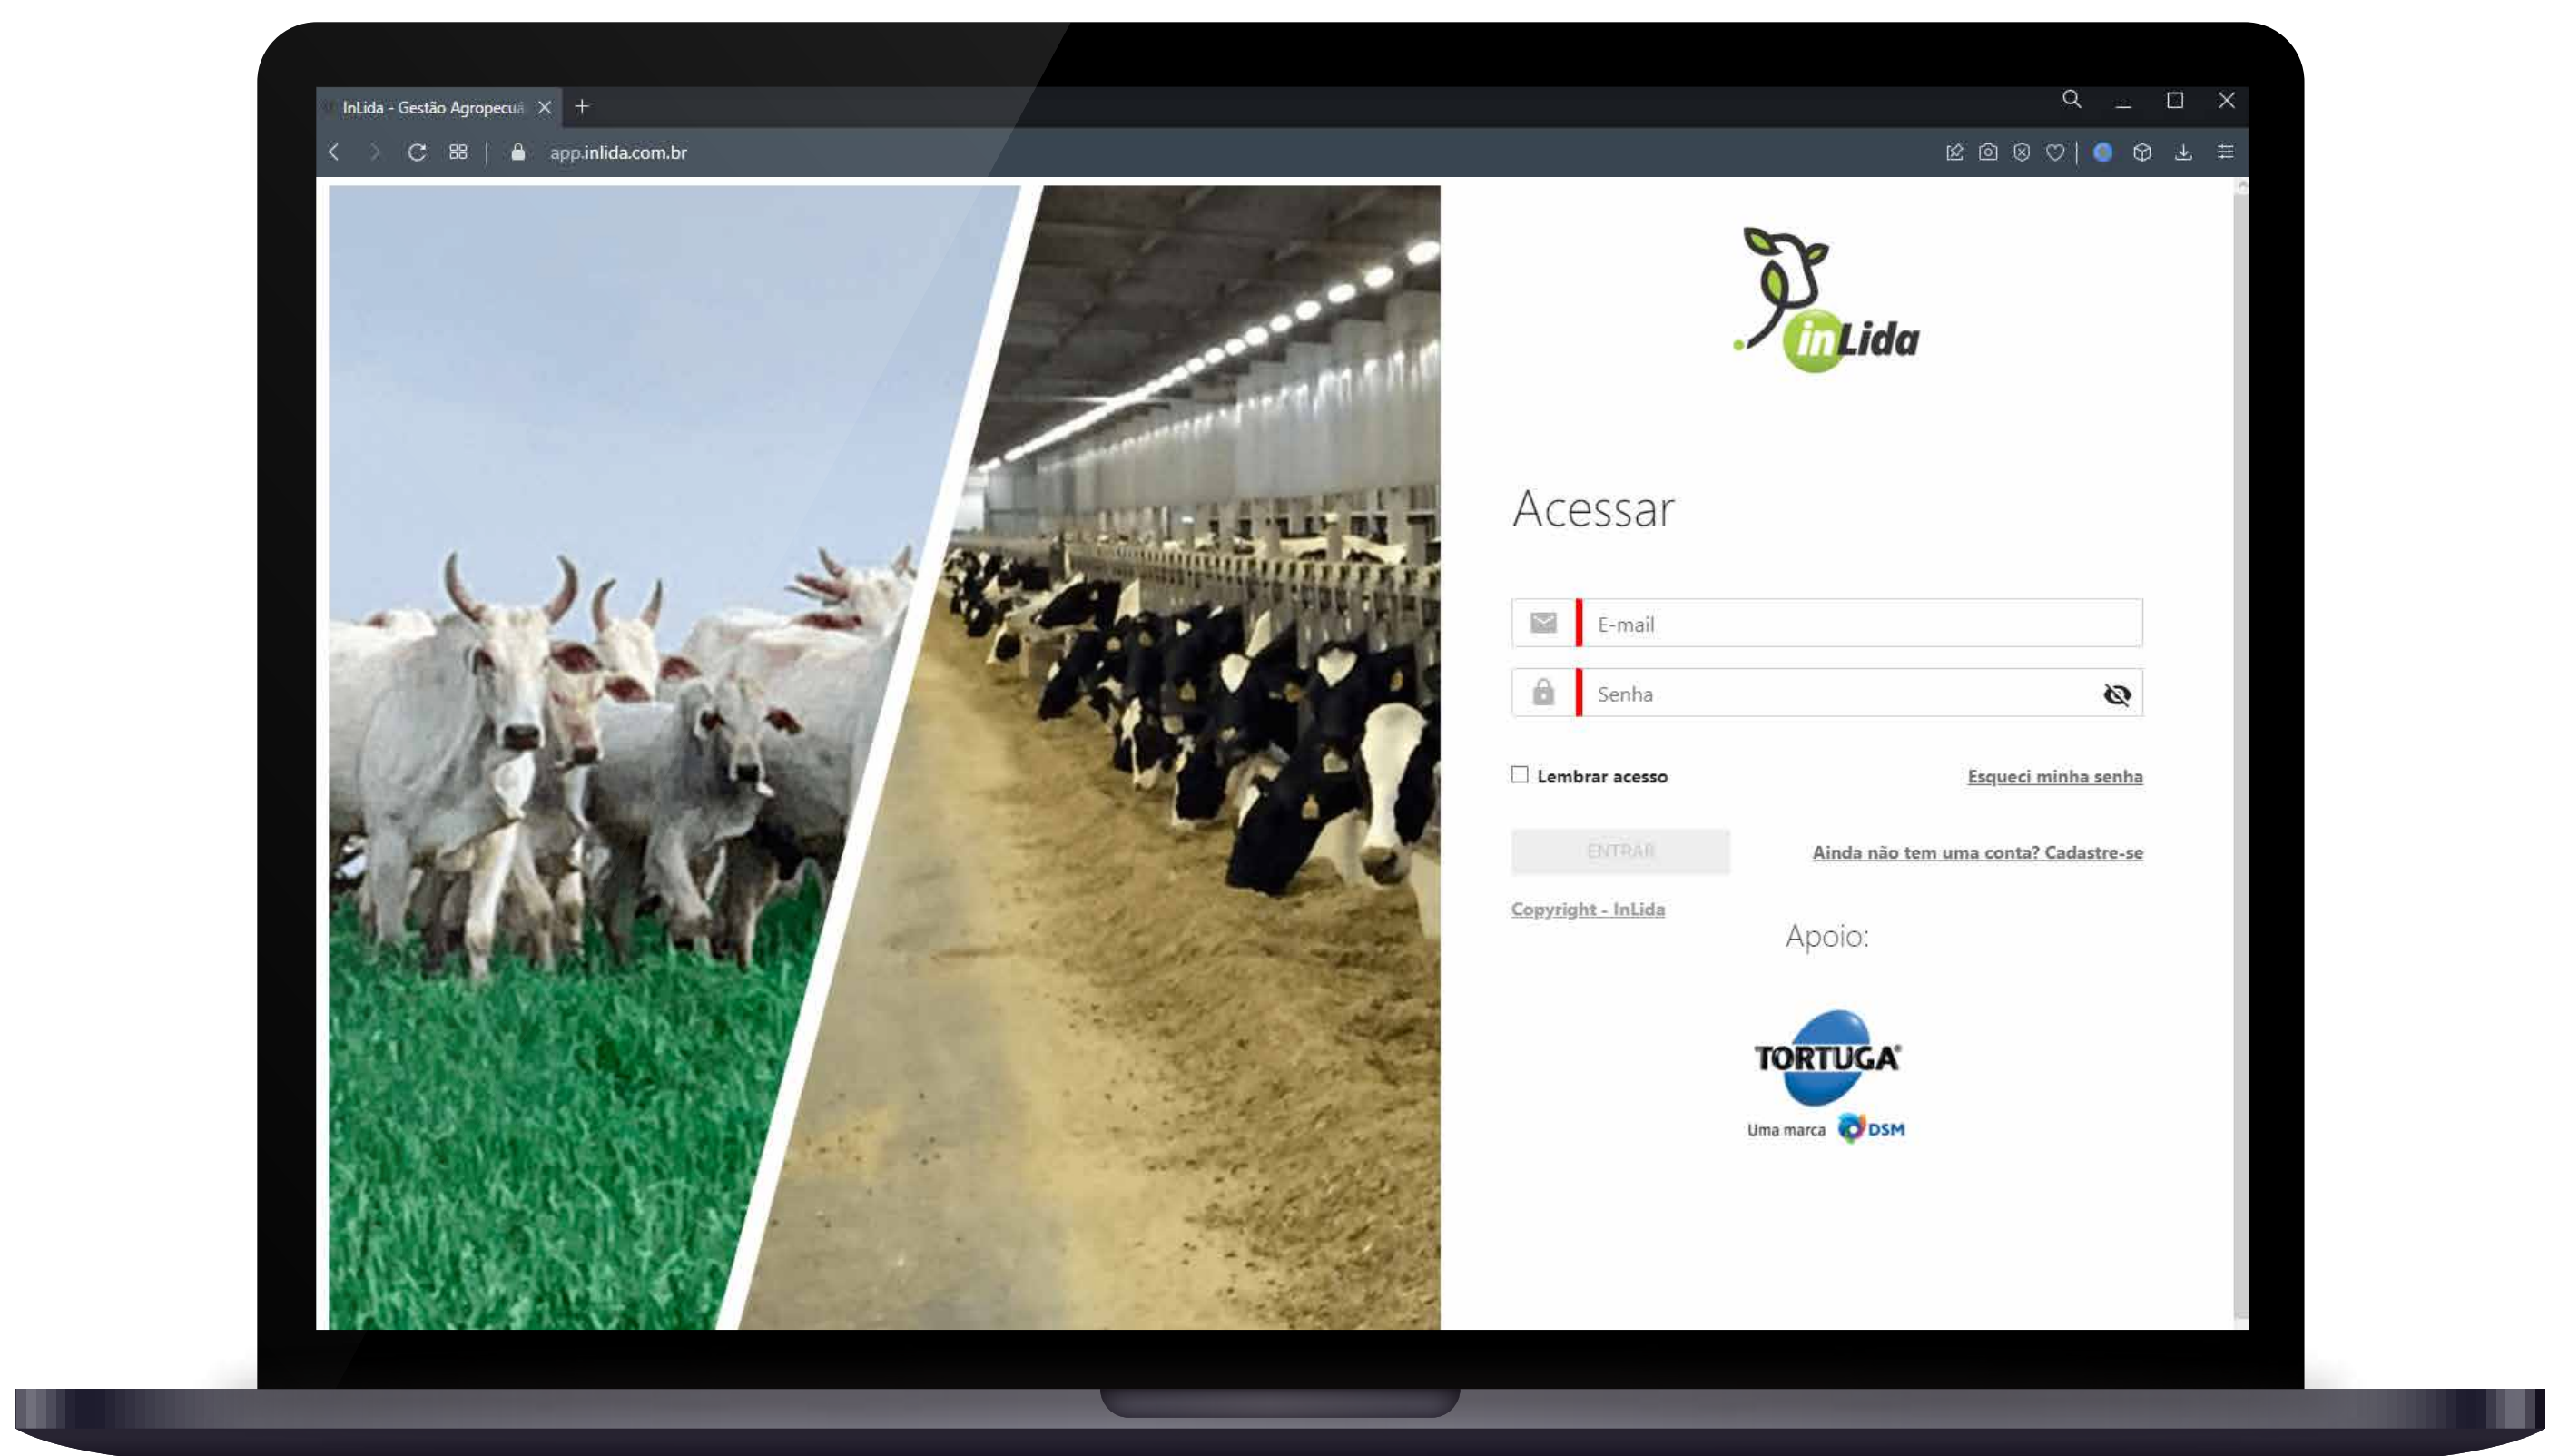 InLida - Gestão Agropecuá
app.inlida.com.br
inLida
Acessar
E-mail
Senha
Lembrar acesso
Esqueci minha senha
ENTRAR
Ainda não tem uma conta? Cadastre-se
Copyright - InLida
Apoio:
TORTUGA®
Uma marca DSM